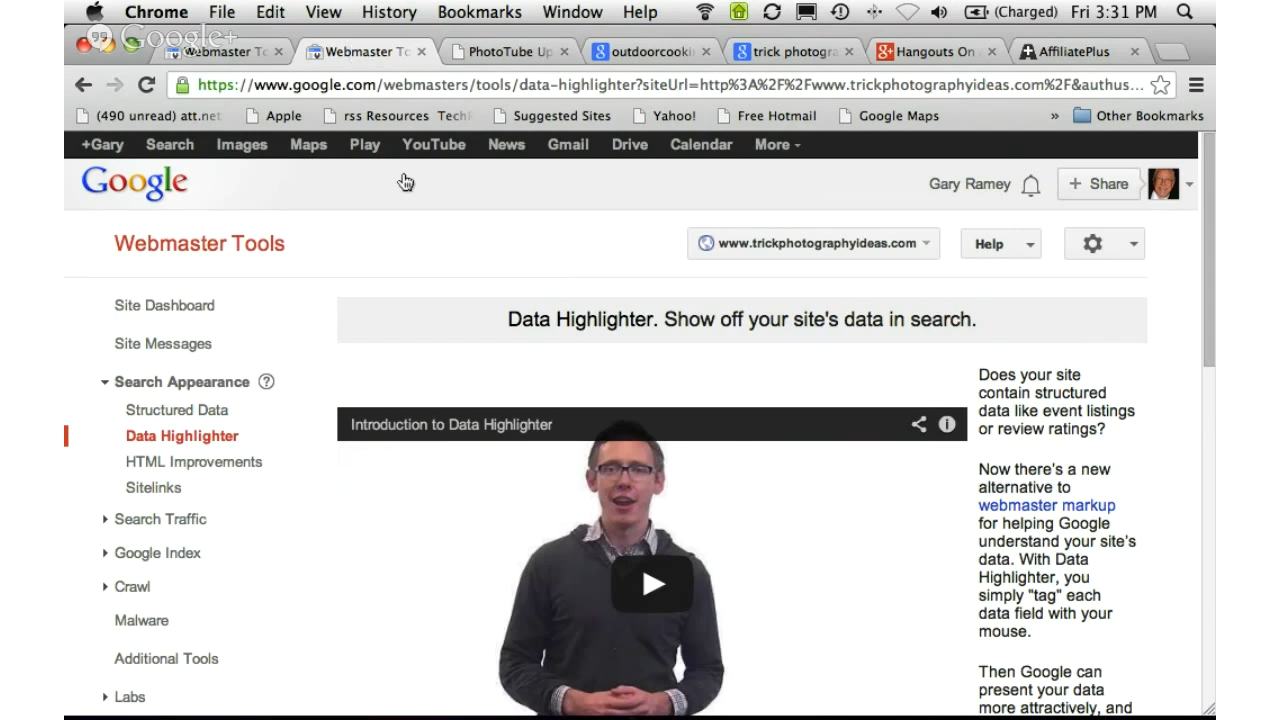 Chrome File Edit View History Bookmarks Window Help (Charged) Fri 3:31 PM
Google+
Webmaster To × Webmaster To × PhotoTube Up × outdoorcooki × trick photogra × Hangouts On × AffiliatePlus ×
https://www.google.com/webmasters/tools/data-highlighter?siteUrl=http%3A%2F%2Fwww.trickphotographyideas.com%2F&authus...
(490 unread) att.net Apple rss Resources Tech Suggested Sites Yahoo! Free Hotmail Google Maps » Other Bookmarks
+Gary Search Images Maps Play YouTube News Gmail Drive Calendar More
Google Gary Ramey + Share
Webmaster Tools www.trickphotographyideas.com Help
Site Dashboard
Site Messages
Search Appearance ?
Structured Data
Data Highlighter
HTML Improvements
Sitelinks
Search Traffic
Google Index
Crawl
Malware
Additional Tools
Labs
Data Highlighter. Show off your site's data in search.
Introduction to Data Highlighter
Does your site
contain structured
data like event listings
or review ratings?
Now there's a new
alternative to
webmaster markup
for helping Google
understand your site's
data. With Data
Highlighter, you
simply "tag" each
data field with your
mouse.
Then Google can
present your data
more attractively, and